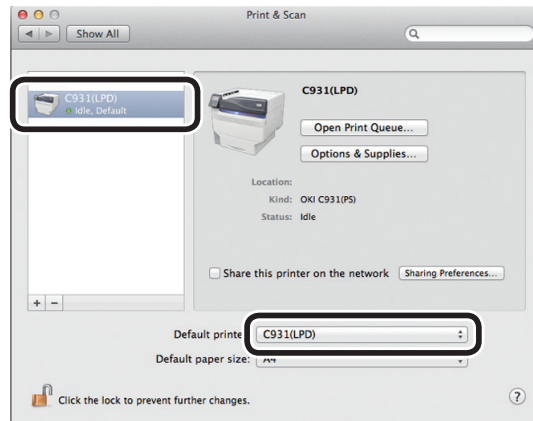 Print & Scan
Show All
C931(LPD)
Idle, Default
C931(LPD)
Open Print Queue...
Options & Supplies...
Location:
Kind: OKI C931(PS)
Status: Idle
Share this printer on the network Sharing Preferences...
+ -
Default printe C931(LPD)
Default paper size: A4
Click the lock to prevent further changes. ?